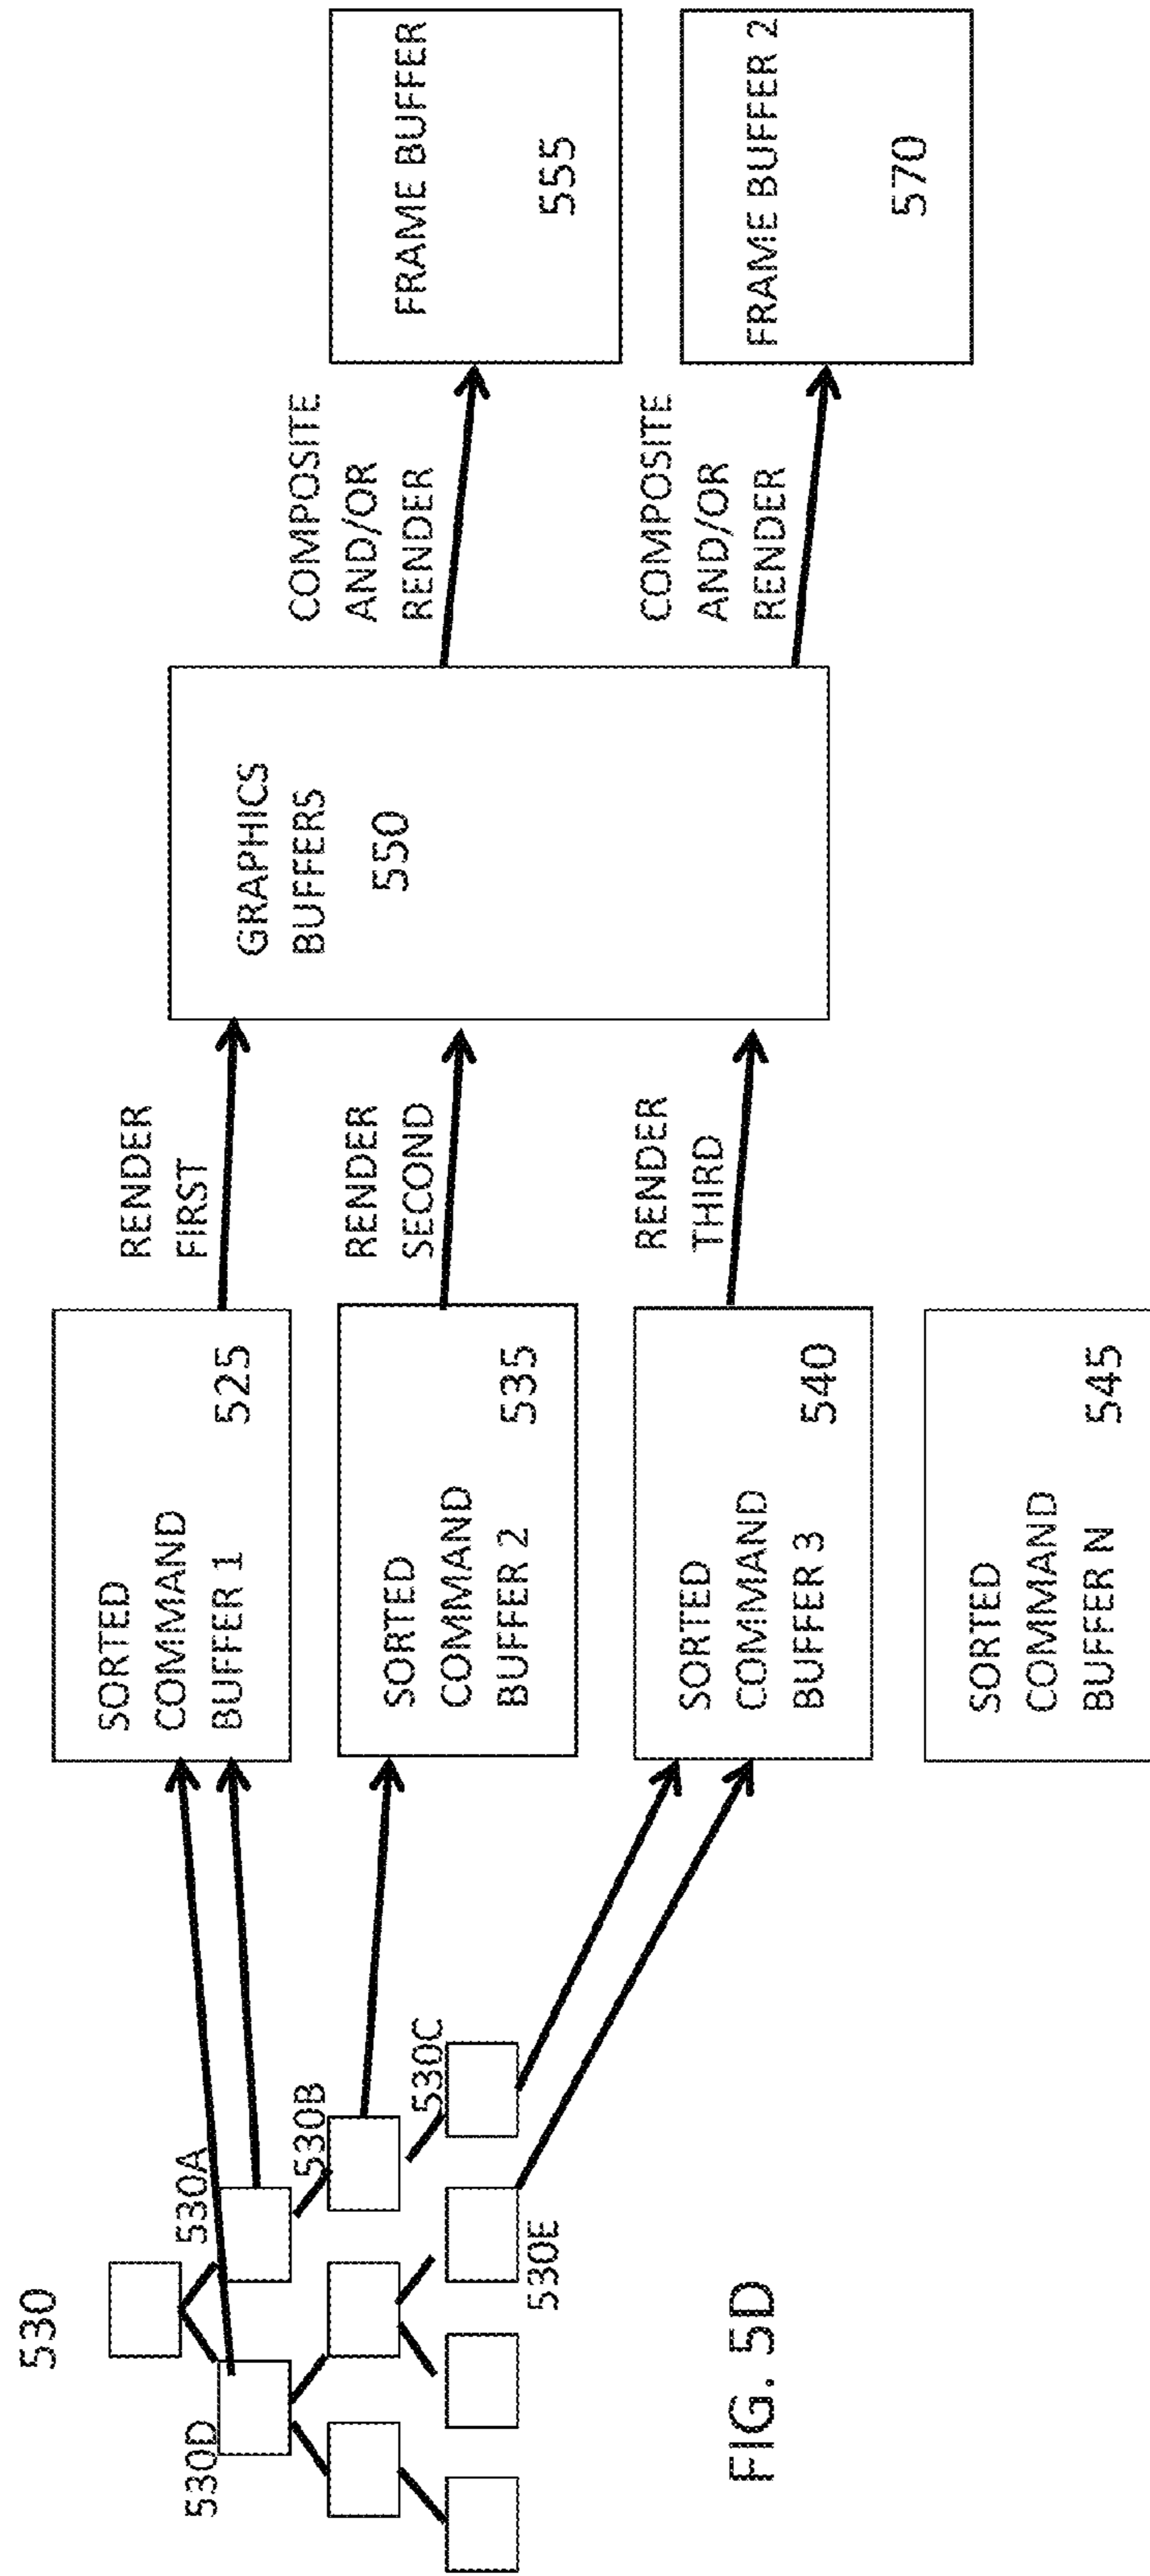 530
530D
530A
530B
530C
530E
SORTED
COMMAND
BUFFER 1
525
SORTED
COMMAND
BUFFER 2
535
SORTED
COMMAND
BUFFER 3
540
SORTED
COMMAND
BUFFER N
545
RENDER
FIRST
RENDER
SECOND
RENDER
THIRD
GRAPHICS
BUFFERS
550
COMPOSITE
AND/OR
RENDER
COMPOSITE
AND/OR
RENDER
FRAME BUFFER
555
FRAME BUFFER 2
570
FIG. 5D